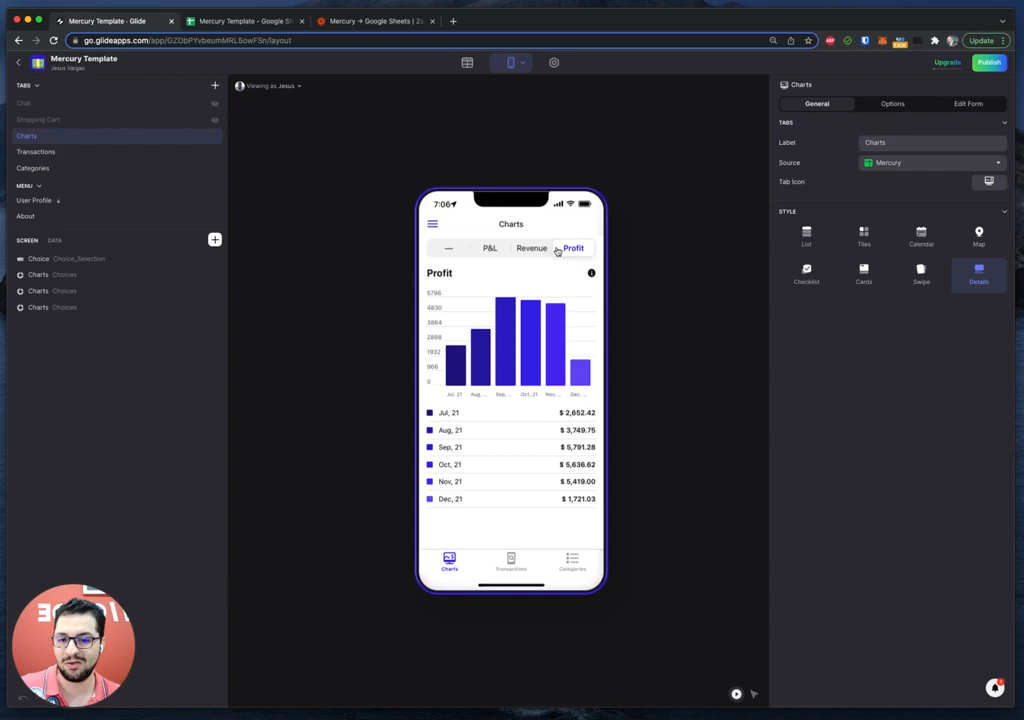 Mercury Template - Glide
Mercury Template - Google Sh
Mercury → Google Sheets | Za
go.glideapps.com/app/GZDbPYvbeumMRL5owFSn/layout
Update
Mercury Template
Jesus Vargas
Upgrade
Publish
TABS
Chat
Shopping Cart
Charts
Transactions
Categories
MENU
User Profile
About
SCREEN DATA
Choice Choice_Selection
Charts Choices
Charts Choices
Charts Choices
Viewing as Jesus
7:06
Charts
— P&L Revenue Profit
Profit
5796
4830
3864
2898
1932
966
0
Jul, 21 Aug, ... Sep, ... Oct, 21 Nov, ... Dec, ...
Jul, 21 $ 2,652.42
Aug, 21 $ 3,749.75
Sep, 21 $ 5,791.28
Oct, 21 $ 5,636.62
Nov, 21 $ 5,419.00
Dec, 21 $ 1,721.03
Charts Transactions Categories
Charts
General Options Edit Form
TABS
Label Charts
Source Mercury
Tab Icon
STYLE
List Tiles Calendar Map
Checklist Cards Swipe Details